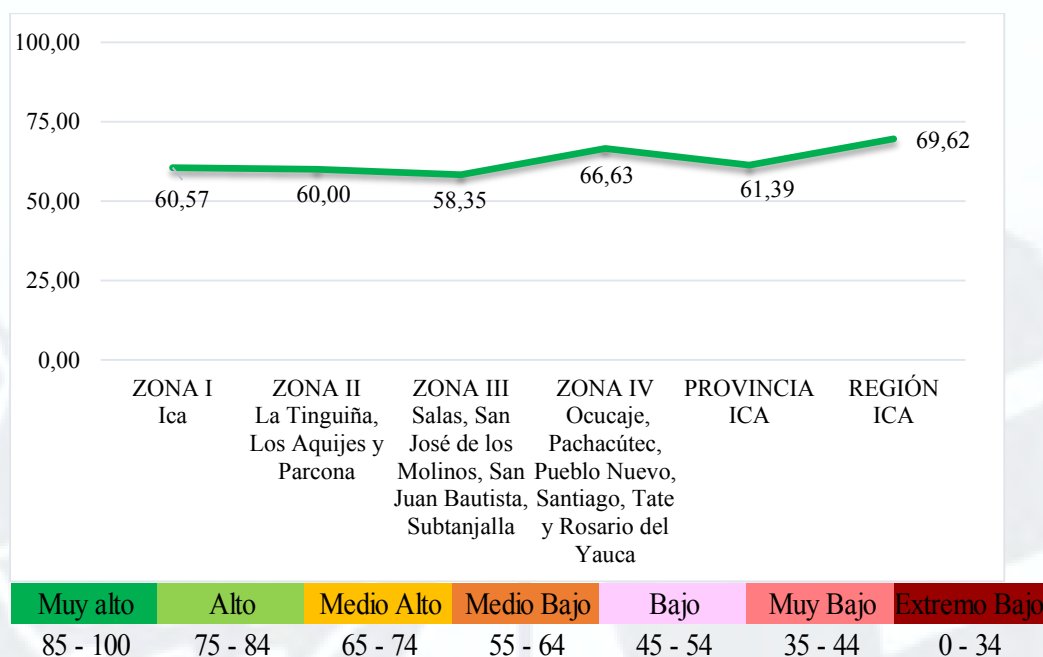 100,00
75,00
50,00
25,00
0,00
60,57
60,00
58,35
66,63
61,39
69,62
ZONA I
Ica
ZONA II
La Tinguiña,
Los Aquijes y
Parcona
ZONA III
Salas, San
José de los
Molinos, San
Juan Bautista,
Subtanjalla
ZONA IV
Ocucaje,
Pachacútec,
Pueblo Nuevo,
Santiago, Tate
y Rosario del
Yauca
PROVINCIA
ICA
REGIÓN
ICA
Muy alto Alto Medio Alto Medio Bajo Bajo Muy Bajo Extremo Bajo
85 - 100 75 - 84 65 - 74 55 - 64 45 - 54 35 - 44 0 - 34